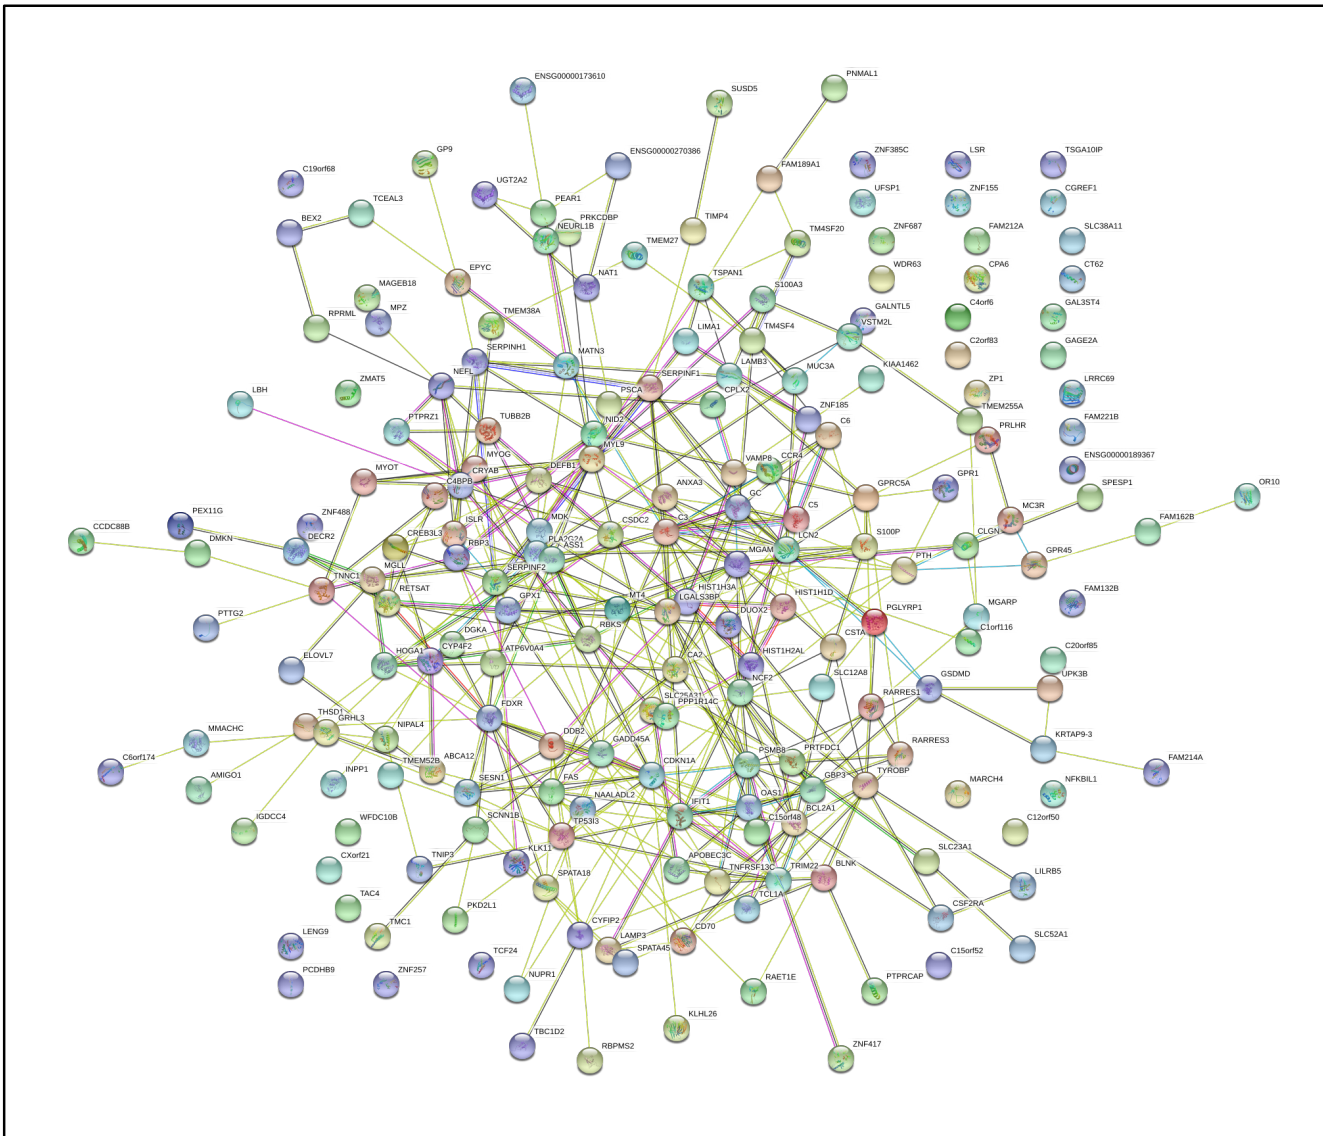 ENSG00000173610
PNMAL1
SUSD5
GP9
ENSG00000270386
ZNF385C
LSR
TSGA10IP
C19orf68
FAM189A1
UGT2A2
TCEAL3
PEAR1
UFSP1
ZNF155
CGREF1
BEX2
PRKCDBP
TIMP4
NEURL1B
TM4SF20
ZNF687
FAM212A
SLC38A11
TMEM27
EPYC
NAT1
TSPAN1
WDR63
CPA6
CT62
MAGEB18
S100A3
MPZ
GALNTL5
C4orf6
GAL3ST4
RPRML
TMEM38A
VSTM2L
LIMA1
TM4SF4
C2orf83
GAGE2A
SERPINH1
MATN3
LAMB3
KIAA1462
NEFL
SERPINF1
MUC3A
ZMAT5
ZP1
LRRC69
LBH
PSCA
CPLX2
TMEM255A
ZNF185
PTPRZ1
TUBB2B
NID2
C6
PRLHR
FAM221B
MYL9
MYOG
VAMP8
CCR4
ENSG00000189367
MYOT
CRYAB
DEFB1
C4BPB
ANXA3
GPRC5A
GPR1
SPESP1
OR10
GC
C5
MC3R
PEX11G
ZNF488
ISLR
MDK
CSDC2
C3
FAM162B
CCDC88B
DMKN
DECR2
CREB3L3
RBP3
PLA2G2A
ASS1
LCN2
S100P
CLGN
MGAM
PTH
GPR45
TNNC1
MGLL
SERPINF2
RETSAT
GPX1
MT4
HIST1H3A
LGALS3BP
HIST1H1D
PGLYRP1
MGARP
FAM132B
PTTG2
DUOX2
DGKA
RBKS
CSTA
C1orf116
HOGA1
CYP4F2
ATP6V0A4
CA2
HIST1H2AL
C20orf85
ELOVL7
SLC12A8
GSDMD
UPK3B
NCF2
THSD1
FDXR
SLC25A31
PPP1R14C
RARRES1
GRHL3
MMACHC
NIPAL4
DDB2
GADD45A
KRTAP9-3
C6orf174
TMEM52B
ABCA12
CDKN1A
PSMB8
PRTFDC1
RARRES3
FAM214A
AMIGO1
INPP1
SESN1
FAS
GBP3
TYROBP
MARCH4
NFKBIL1
NAALADL2
OAS1
IFIT1
BCL2A1
IGDCC4
WFDC10B
SCNN1B
TP53I3
C15orf48
C12orf50
CXorf21
TNIP3
KLK11
APOBEC3C
TNFRSF13C
TRIM22
BLNK
SLC23A1
LILRB5
SPATA18
TCL1A
TAC4
PKD2L1
CSF2RA
TMC1
CYFIP2
CD70
LENG9
LAMP3
SPATA45
SLC52A1
TCF24
C15orf52
PCDHB9
ZNF257
NUPR1
RAET1E
PTPRCAP
KLHL26
TBC1D2
RBPMS2
ZNF417